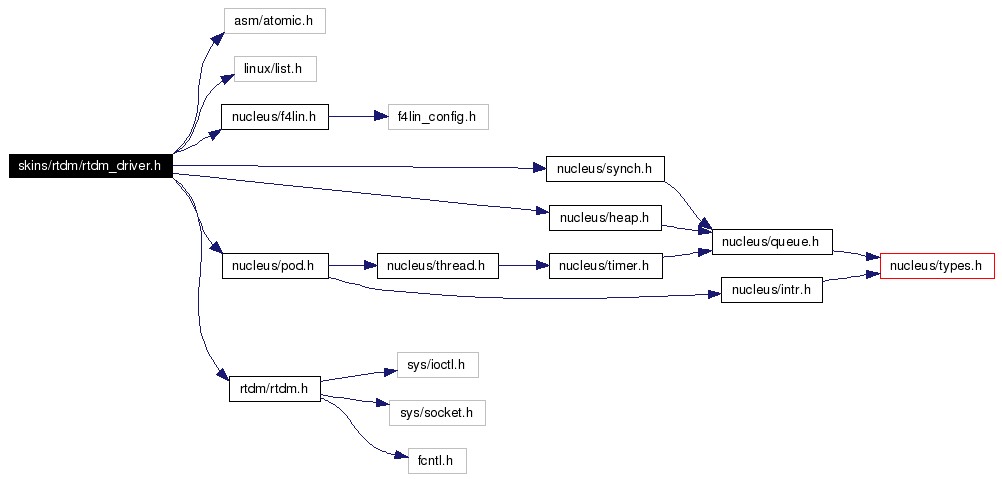 asm/atomic.h
linux/list.h
nucleus/f4lin.h
f4lin_config.h
skins/rtdm/rtdm_driver.h
nucleus/synch.h
nucleus/heap.h
nucleus/queue.h
nucleus/pod.h
nucleus/thread.h
nucleus/timer.h
nucleus/types.h
nucleus/intr.h
sys/ioctl.h
rtdm/rtdm.h
sys/socket.h
fcntl.h